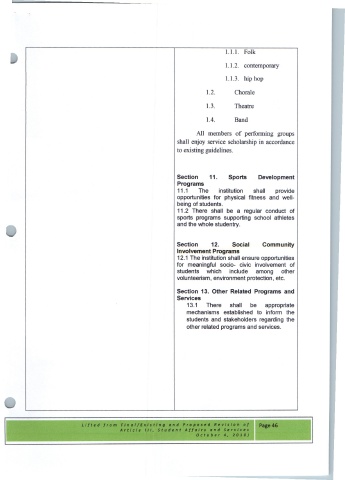 1.1.1. Folk
1.1.2. contemporary
1.1.3. hip hop
1.2. Chorale
1.3. Theatre
1.4. Band
All members of performing groups
shall enjoy service scholarship in accordance
to existing guidelines.
Section 11. Sports Development
Programs
11.1 The institution shall provide
opportunities for physical fitness and well-
being of students.
11.2 There shall be a regular conduct of
sports programs supporting school athletes
and the whole studentry.
Section 12. Social Community
Involvement Programs
12.1 The institution shall ensure opportunities
for meaningful socio- civic involvement of
students which include among other
volunteerism, environment protection, etc.
Section 13. Other Related Programs and
Services
13.1 There shall be appropriate
mechanisms established to inform the
students and stakeholders regarding the
other related programs and services.
Lifted from Final(Existing and Proposed Revision of
Article III. Student Affairs and Services
October 4, 2018)
Page 46